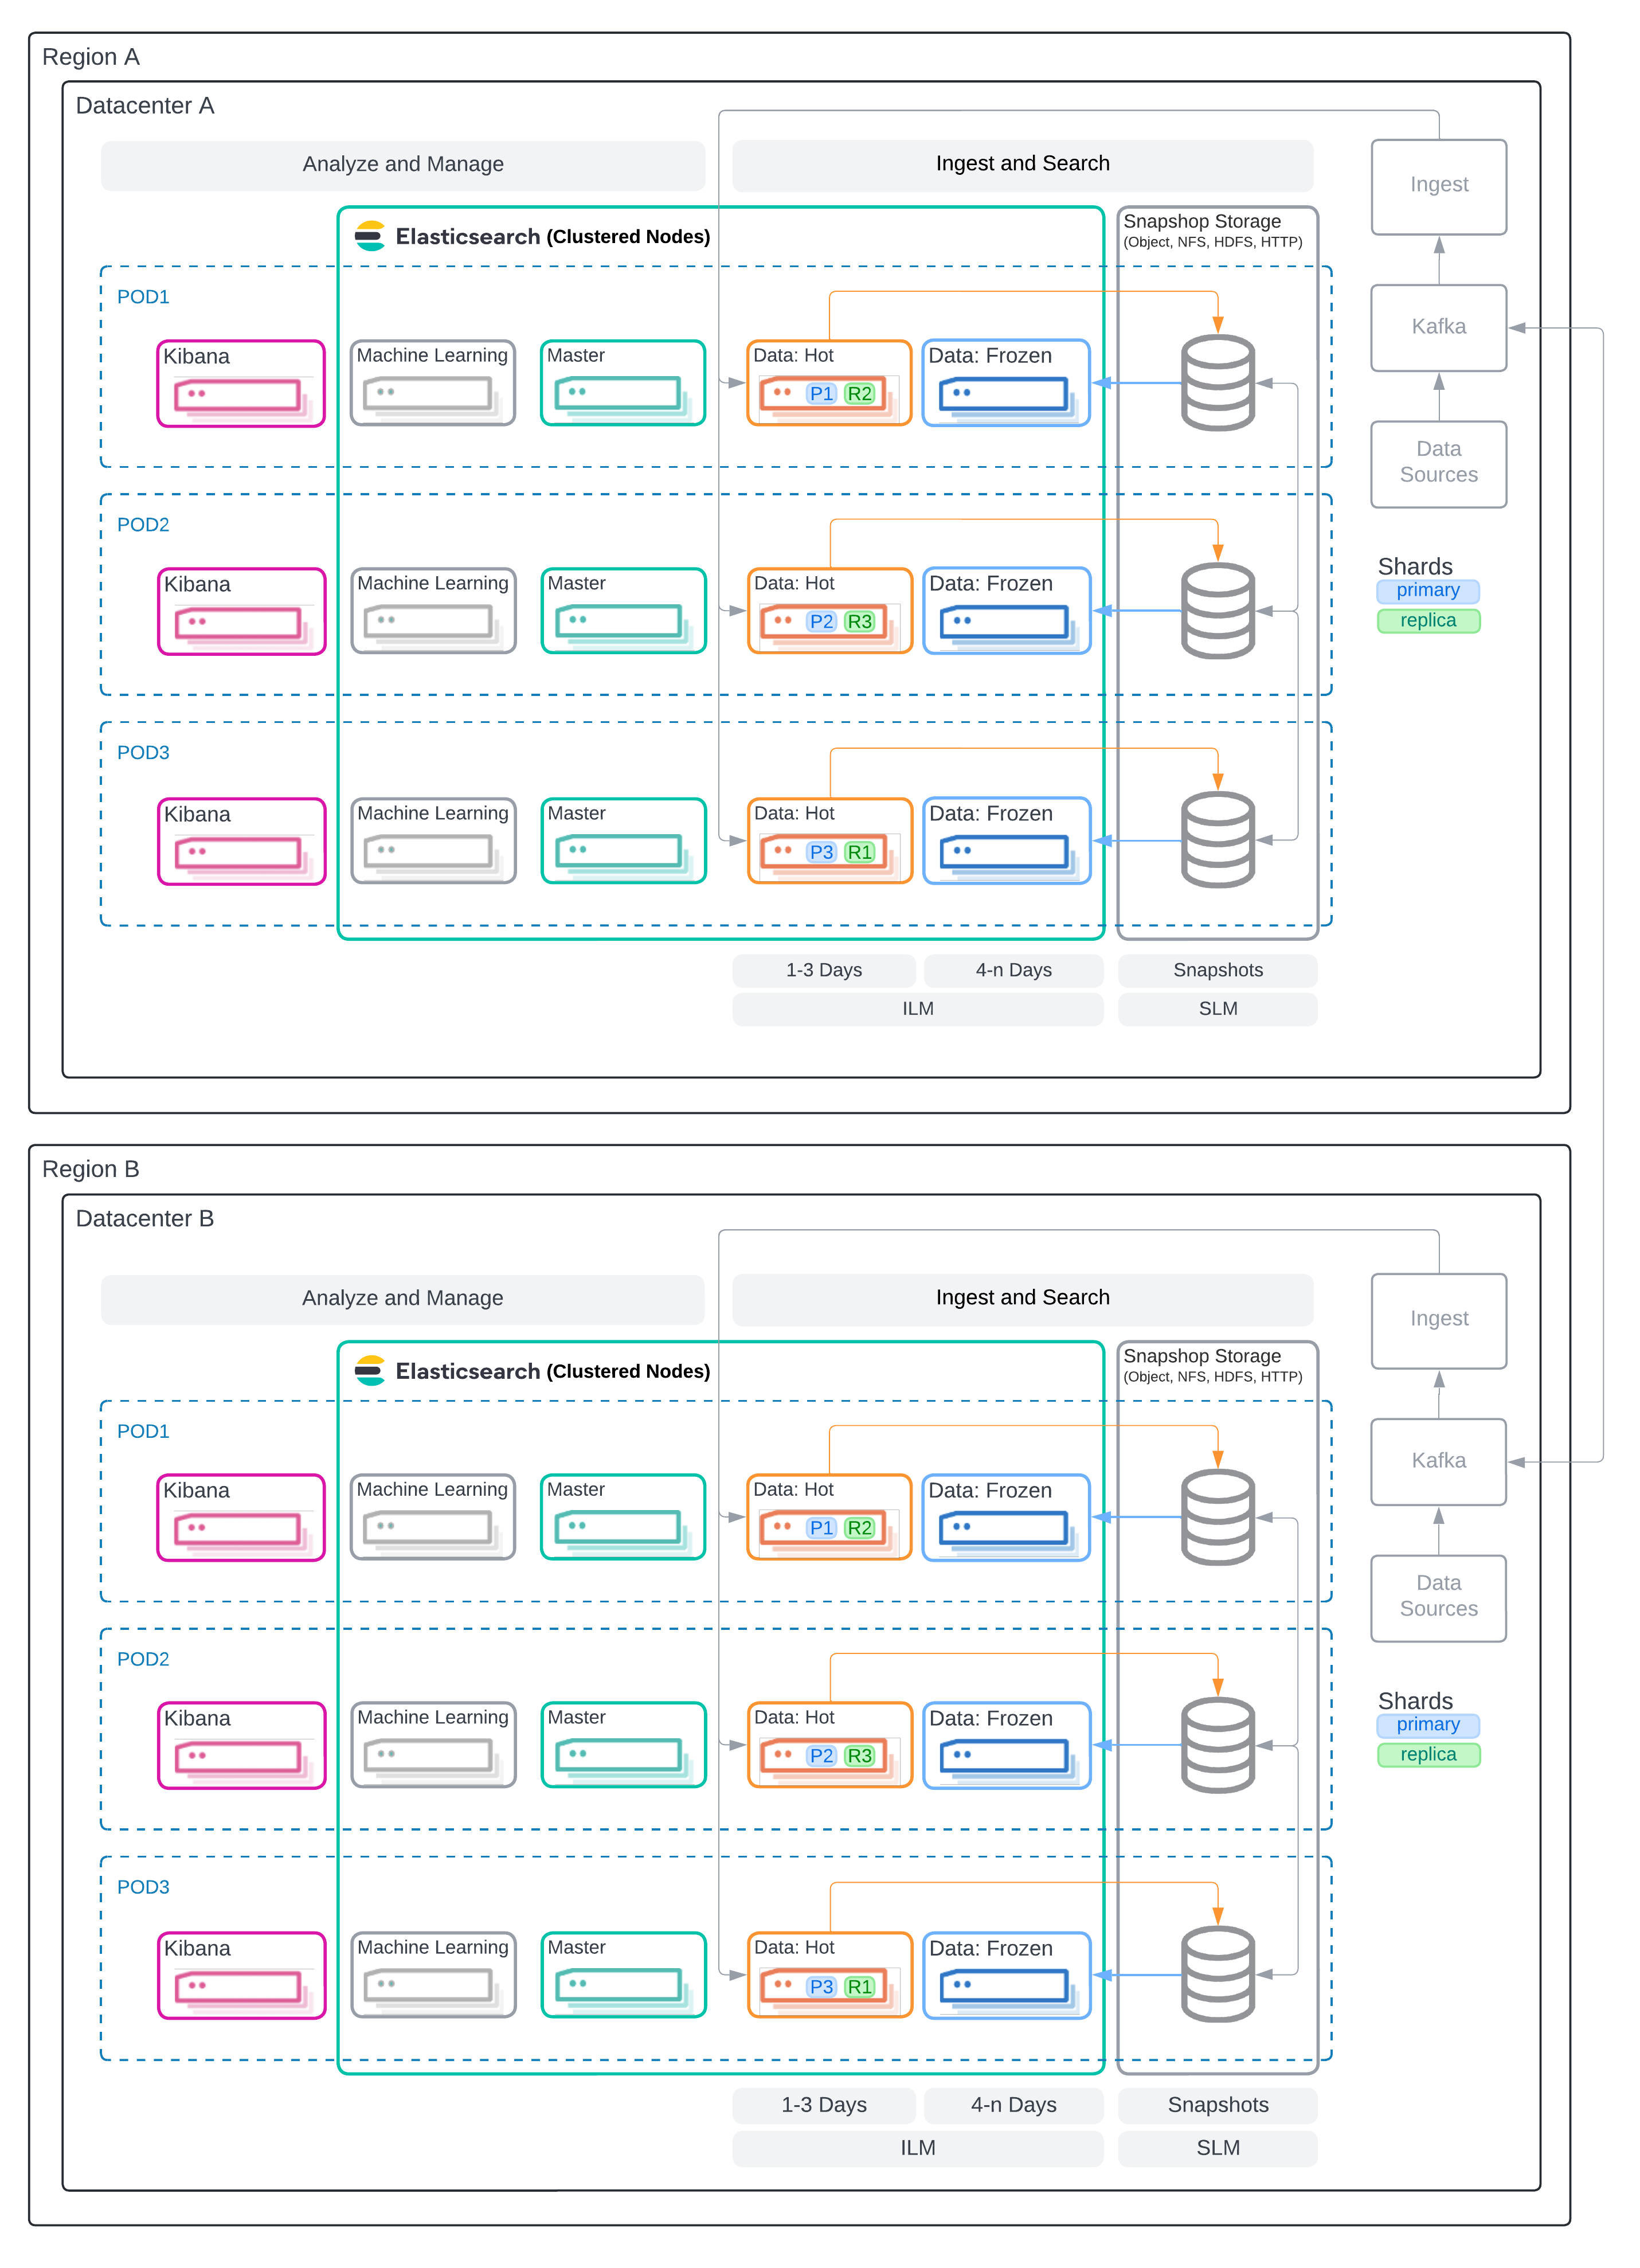 Region A
Datacenter A
Analyze and Manage
Ingest and Search
Ingest
Elasticsearch (Clustered Nodes)
Snapshop Storage
(Object, NFS, HDFS, HTTP)
POD1
Kafka
Kibana
Machine Learning
Master
Data: Hot
P1 R2
Data: Frozen
Data
Sources
POD2
Shards
primary
replica
Kibana
Machine Learning
Master
Data: Hot
P2 R3
Data: Frozen
POD3
Kibana
Machine Learning
Master
Data: Hot
P3 R1
Data: Frozen
1-3 Days
4-n Days
Snapshots
ILM
SLM
Region B
Datacenter B
Analyze and Manage
Ingest and Search
Ingest
Elasticsearch (Clustered Nodes)
Snapshop Storage
(Object, NFS, HDFS, HTTP)
POD1
Kafka
Kibana
Machine Learning
Master
Data: Hot
P1 R2
Data: Frozen
Data
Sources
POD2
Shards
primary
replica
Kibana
Machine Learning
Master
Data: Hot
P2 R3
Data: Frozen
POD3
Kibana
Machine Learning
Master
Data: Hot
P3 R1
Data: Frozen
1-3 Days
4-n Days
Snapshots
ILM
SLM